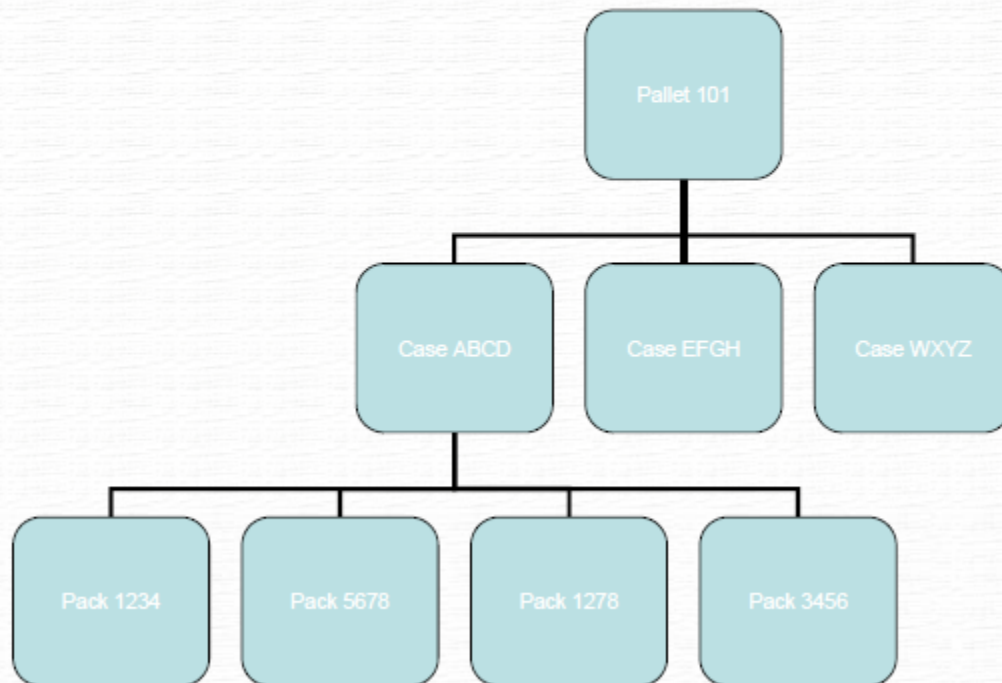 Pallet 101
Case ABCD
Case EFGH
Case WXYZ
Pack 1234
Pack 5678
Pack 1278
Pack 3456